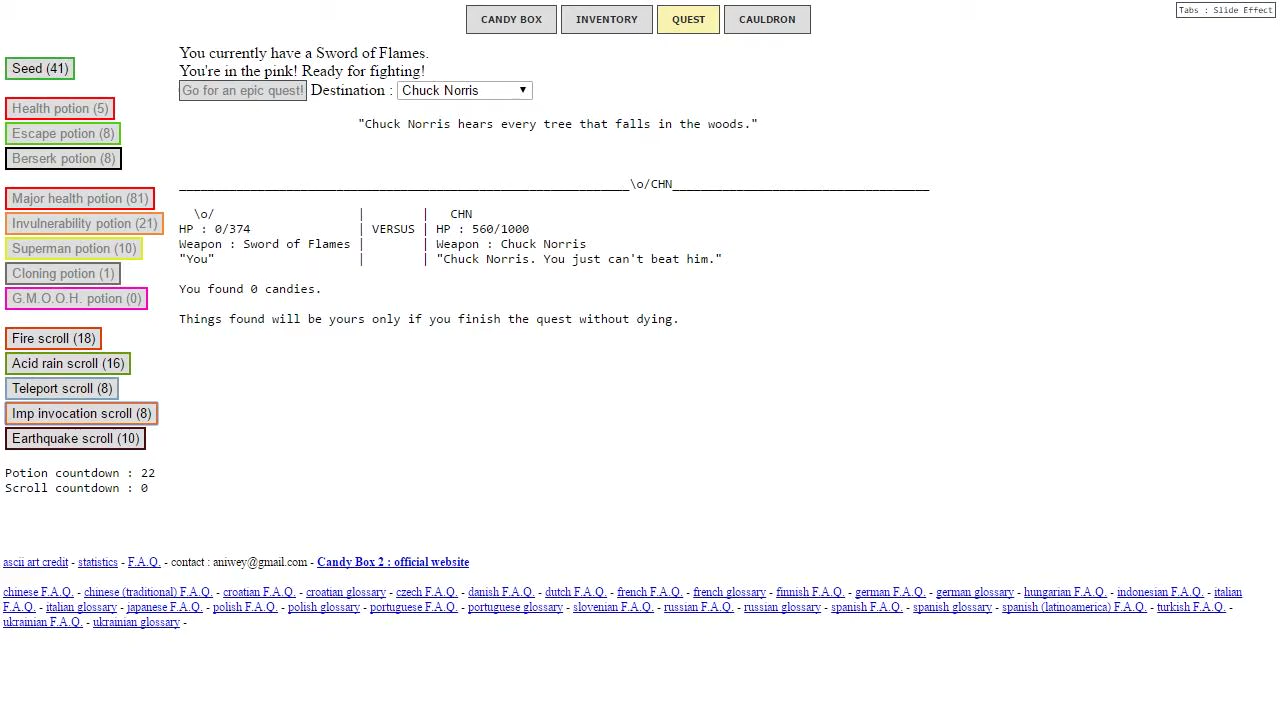 CANDY BOX INVENTORY QUEST CAULDRON
Tabs : Slide Effect
You currently have a Sword of Flames.
You're in the pink! Ready for fighting!
Go for an epic quest! Destination : Chuck Norris ▼
"Chuck Norris hears every tree that falls in the woods."
_______________________________________________________________\o/CHN____________________________________
\o/ | | CHN
HP : 0/374 | VERSUS | HP : 560/1000
Weapon : Sword of Flames | | Weapon : Chuck Norris
"You" | | "Chuck Norris. You just can't beat him."
You found 0 candies.
Things found will be yours only if you finish the quest without dying.
Seed (41)
Health potion (5)
Escape potion (8)
Berserk potion (8)
Major health potion (81)
Invulnerability potion (21)
Superman potion (10)
Cloning potion (1)
G.M.O.O.H. potion (0)
Fire scroll (18)
Acid rain scroll (16)
Teleport scroll (8)
Imp invocation scroll (8)
Earthquake scroll (10)
Potion countdown : 22
Scroll countdown : 0
ascii art credit - statistics - F.A.Q. - contact : aniwey@gmail.com - Candy Box 2 : official website
chinese F.A.Q. - chinese (traditional) F.A.Q. - croatian F.A.Q. - croatian glossary - czech F.A.Q. - danish F.A.Q. - dutch F.A.Q. - french F.A.Q. - french glossary - finnish F.A.Q. - german F.A.Q. - german glossary - hungarian F.A.Q. - indonesian F.A.Q. - italian
F.A.Q. - italian glossary - japanese F.A.Q. - polish F.A.Q. - polish glossary - portuguese F.A.Q. - portuguese glossary - slovenian F.A.Q. - russian F.A.Q. - russian glossary - spanish F.A.Q. - spanish glossary - spanish (latinoamerica) F.A.Q. - turkish F.A.Q. -
ukrainian F.A.Q. - ukrainian glossary -